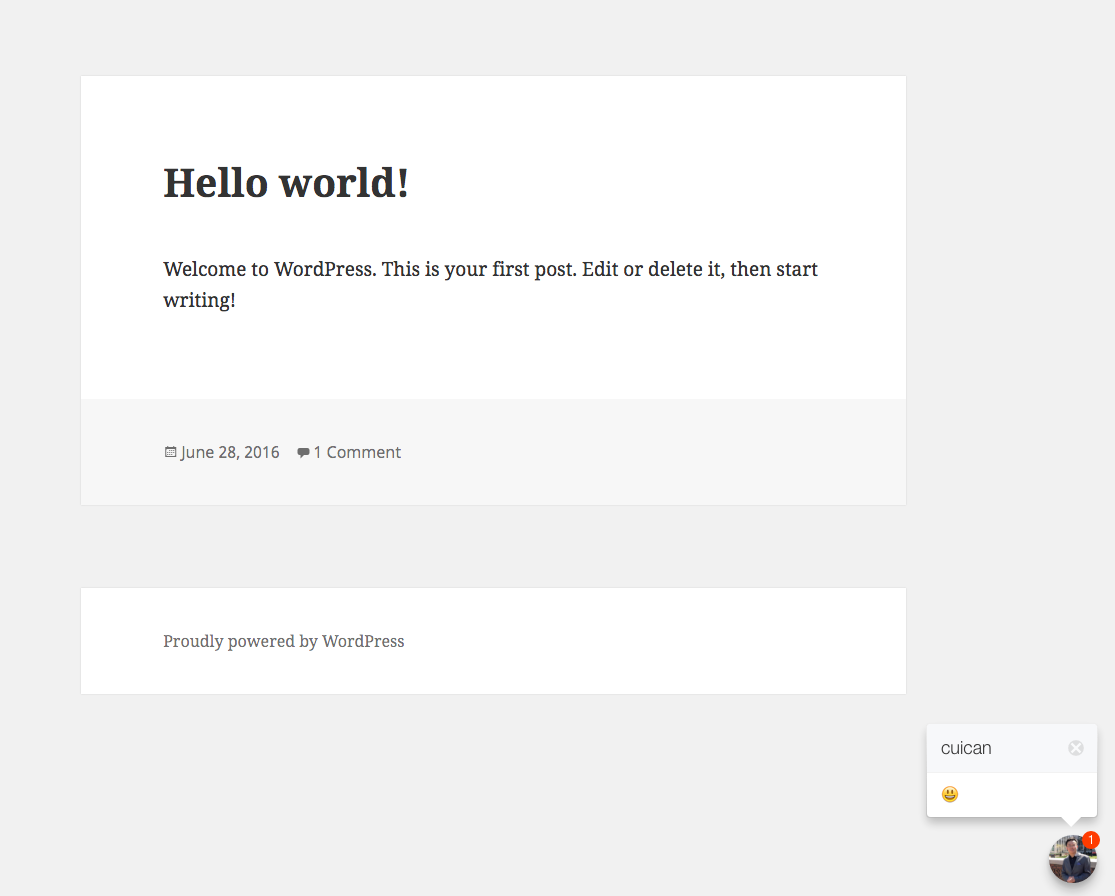 Hello world!
Welcome to WordPress. This is your first post. Edit or delete it, then start
writing!
June 28, 2016 1 Comment
Proudly powered by WordPress
cuican
😃
1